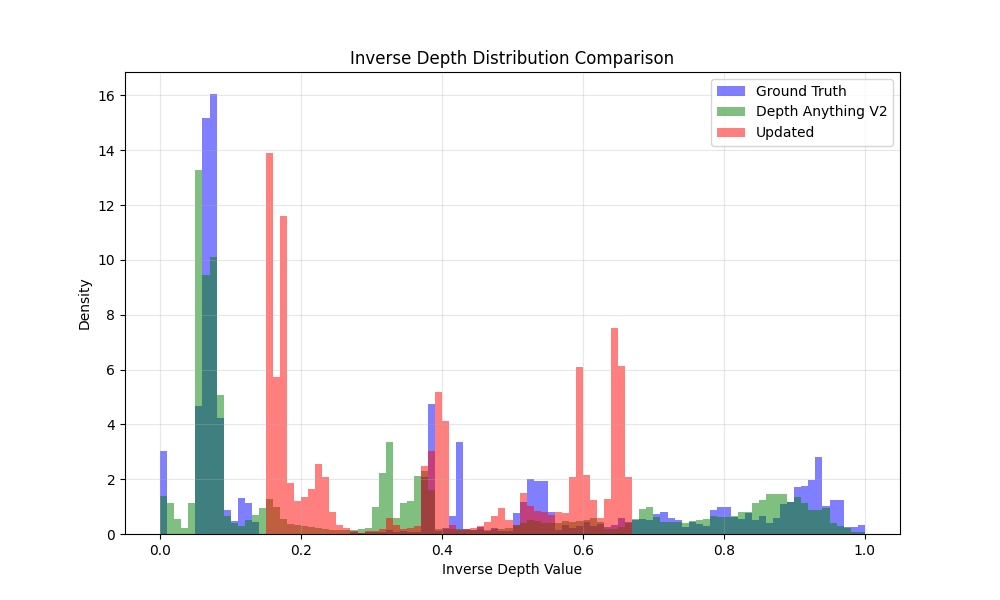 Inverse Depth Distribution Comparison
Ground Truth
Depth Anything V2
Updated
Density
16
14
12
10
8
6
4
2
0
0.0 0.2 0.4 0.6 0.8 1.0
Inverse Depth Value